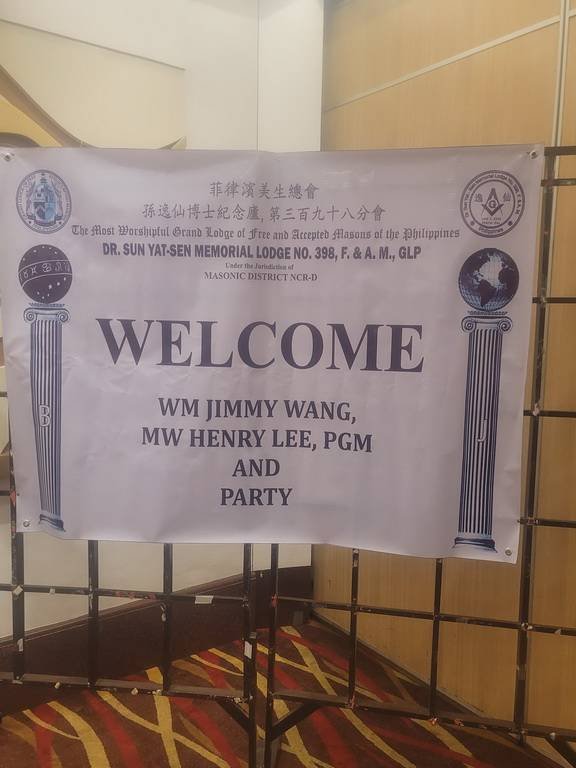 菲律濱美生總會
孫逸仙博士紀念廬, 第三百九十八分會
The Most Worshipful Grand Lodge of Free and Accepted Masons of the Philippines
DR. SUN YAT-SEN MEMORIAL LODGE NO. 398, F. & A. M., GLP
Under the Jurisdiction of
MASONIC DISTRICT NCR-D
WELCOME
WM JIMMY WANG,
MW HENRY LEE, PGM
AND
PARTY
B
J
逸仙
G
Philippines